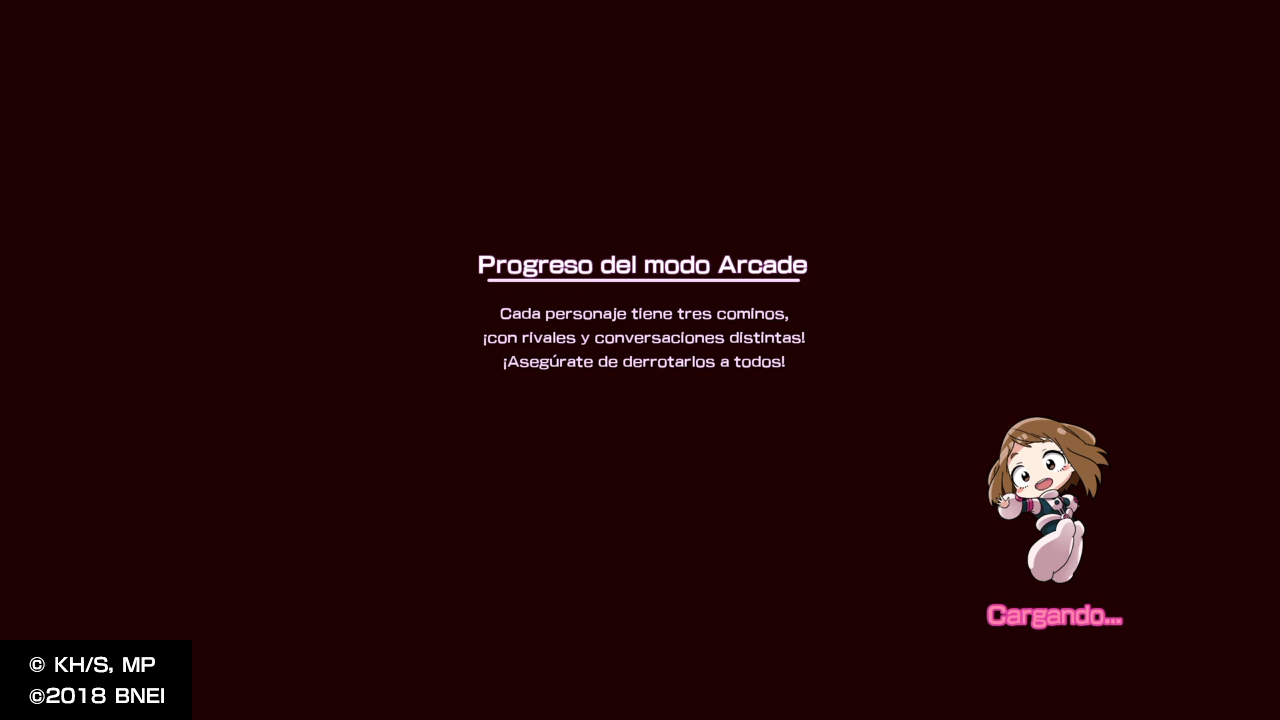 Progreso del modo Arcade
Cada personaje tiene tres cominos,
¡con rivales y conversaciones distintas!
¡Asegúrate de derrotarlos a todos!
Cargando...
© KH/S, MP
©2018 BNEI